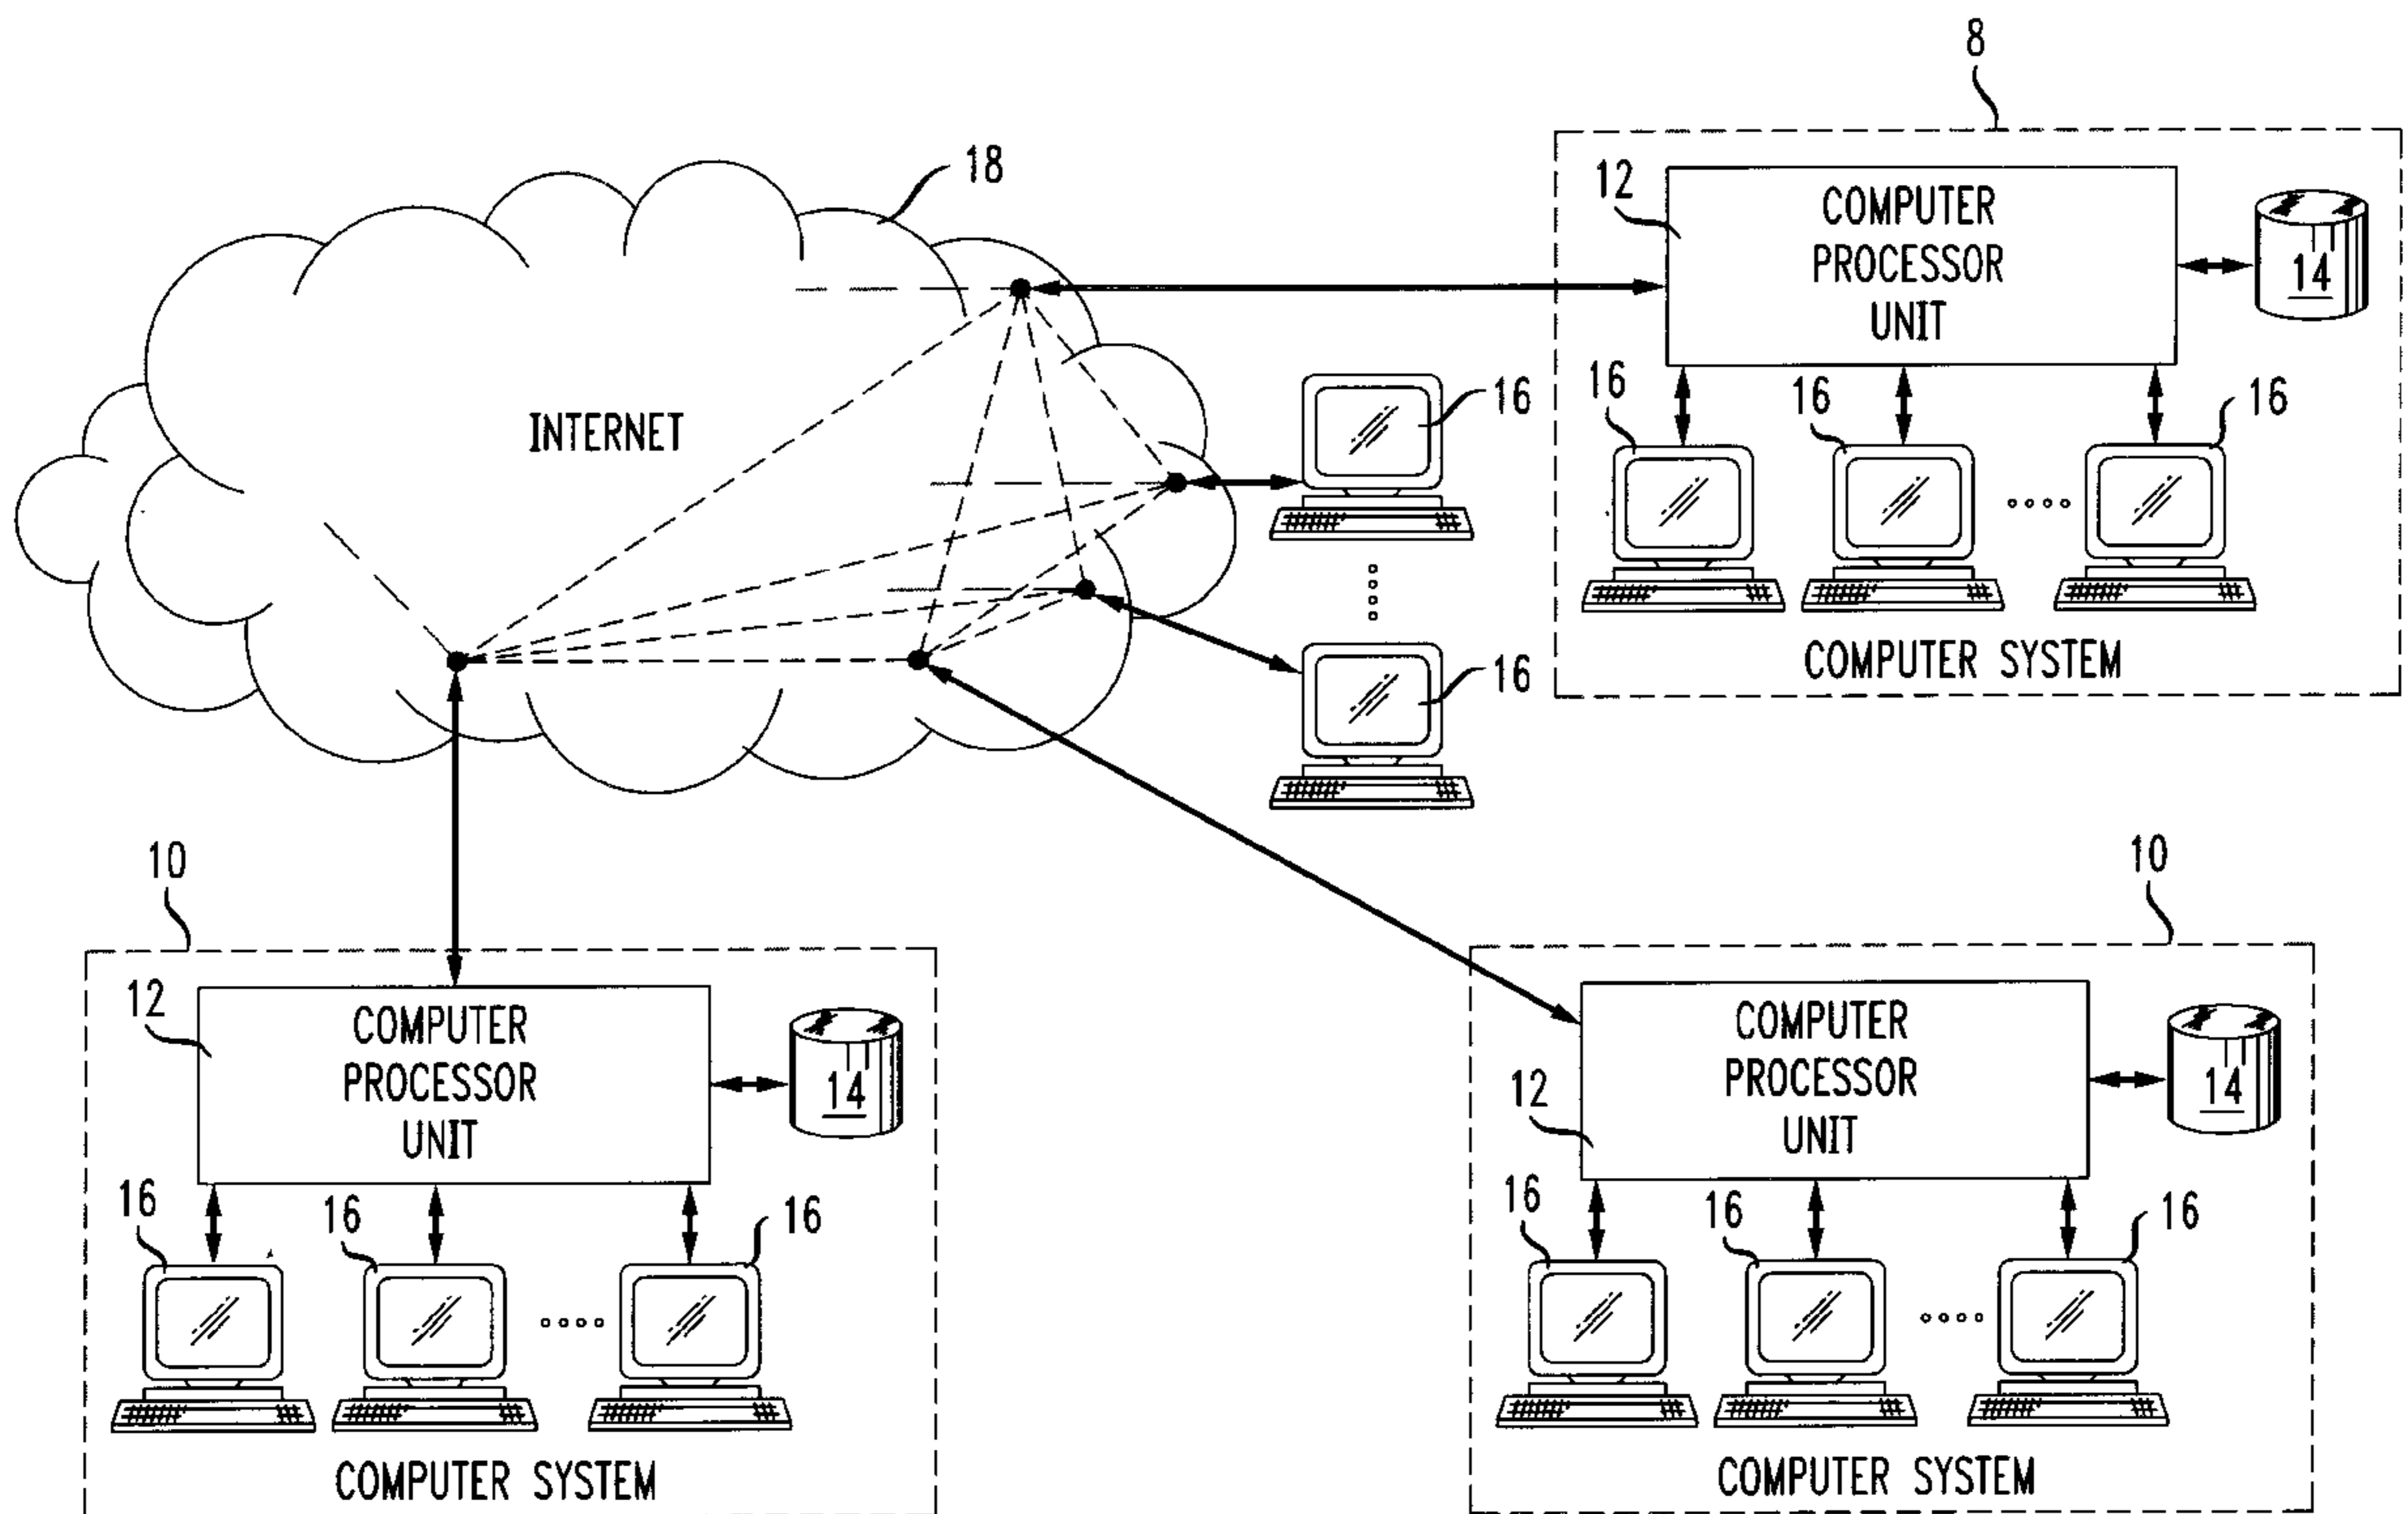 8
18
12
COMPUTER
PROCESSOR
UNIT
14
INTERNET
16
16
16
16
COMPUTER SYSTEM
16
10
12
COMPUTER
PROCESSOR
UNIT
14
16
16
16
COMPUTER SYSTEM
10
12
COMPUTER
PROCESSOR
UNIT
14
16
16
16
COMPUTER SYSTEM